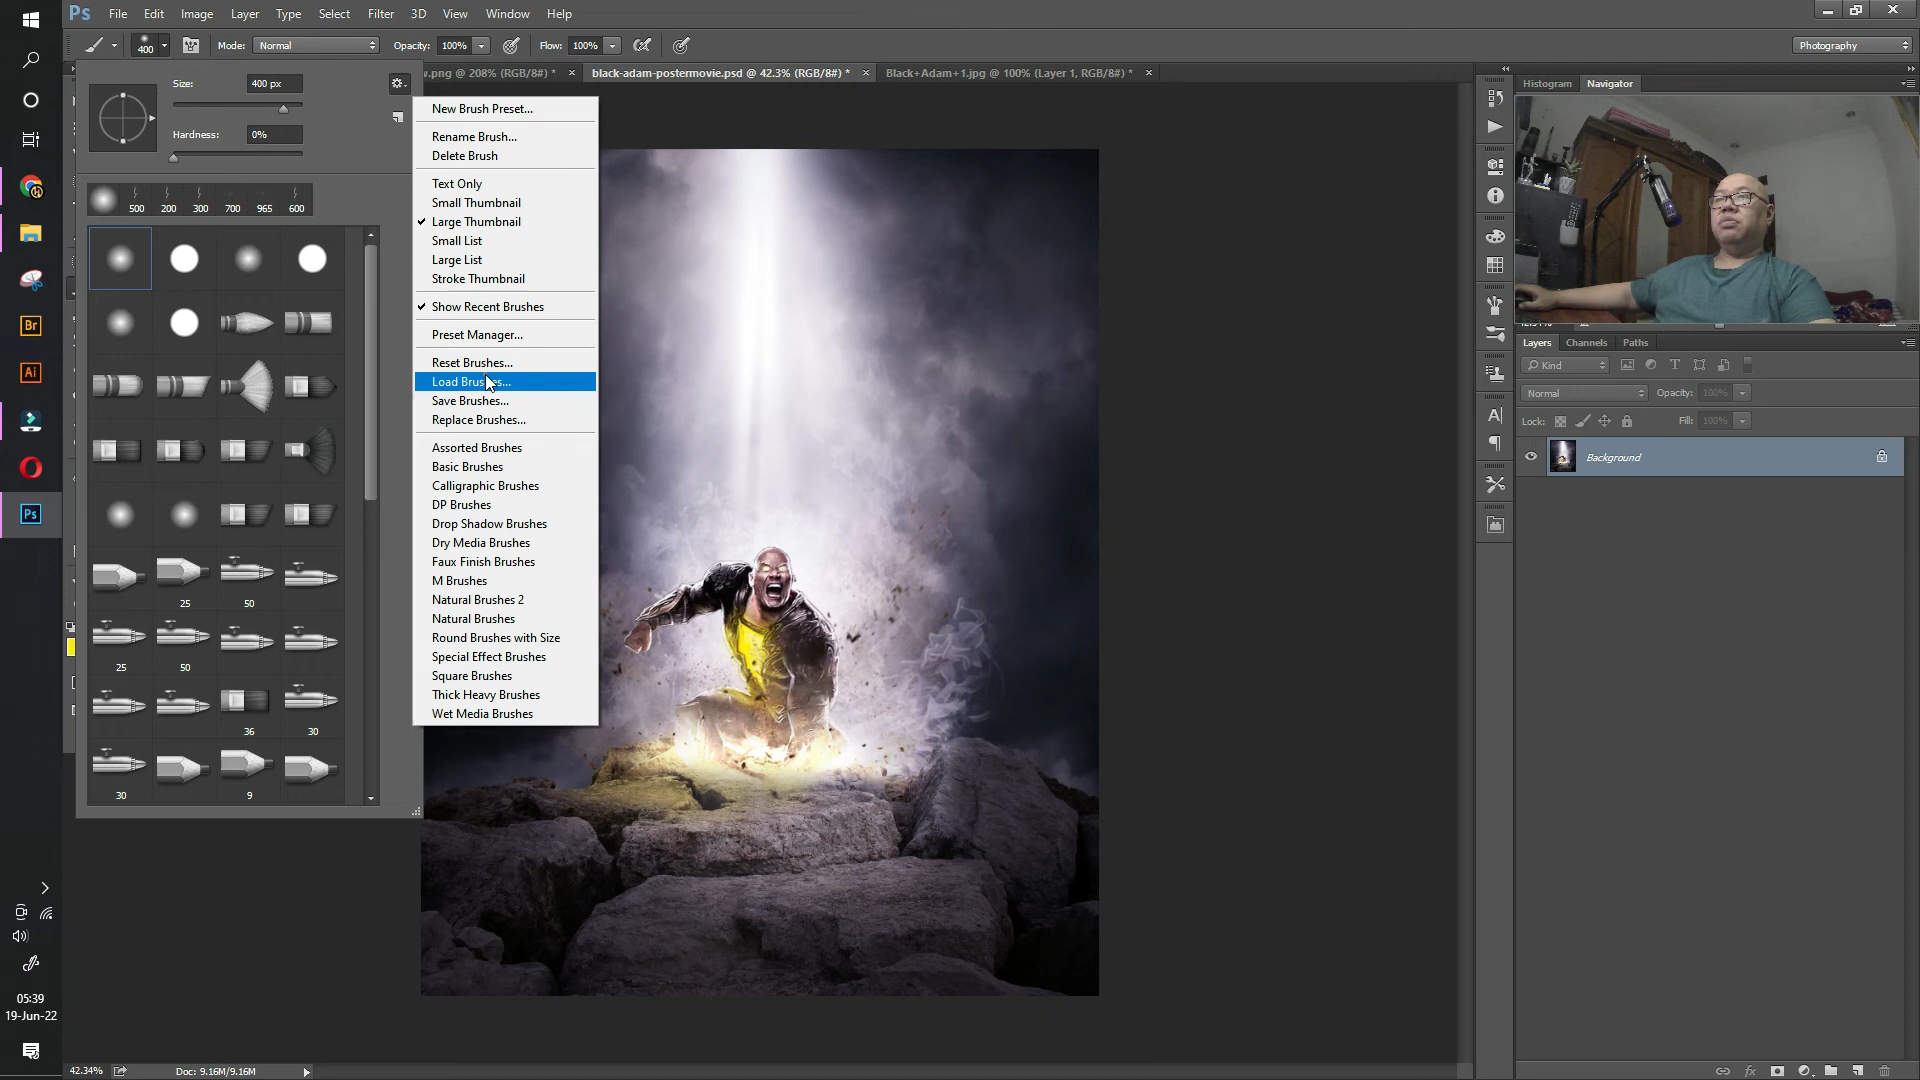 Ps File Edit Image Layer Type Select Filter 3D View Window Help
400 Mode: Normal Opacity: 100% Flow: 100% Photography
.png @ 208% (RGB/8#) * × black-adam-postermovie.psd @ 42.3% (RGB/8#) * × Black+Adam+1.jpg @ 100% (Layer 1, RGB/8#) * ×
Size: 400 px
Hardness: 0%
500 200 300 700 965 600
25 50
25 50
36 30
30 9
New Brush Preset...
Rename Brush...
Delete Brush
Text Only
Small Thumbnail
Large Thumbnail
Small List
Large List
Stroke Thumbnail
Show Recent Brushes
Preset Manager...
Reset Brushes...
Load Brushes...
Save Brushes...
Replace Brushes...
Assorted Brushes
Basic Brushes
Calligraphic Brushes
DP Brushes
Drop Shadow Brushes
Dry Media Brushes
Faux Finish Brushes
M Brushes
Natural Brushes 2
Natural Brushes
Round Brushes with Size
Special Effect Brushes
Square Brushes
Thick Heavy Brushes
Wet Media Brushes
Histogram Navigator
Layers Channels Paths
Kind
Normal Opacity: 100%
Lock: Fill: 100%
Background
fx
Br
Ai
Ps
05:39
19-Jun-22
42.34% Doc: 9.16M/9.16M